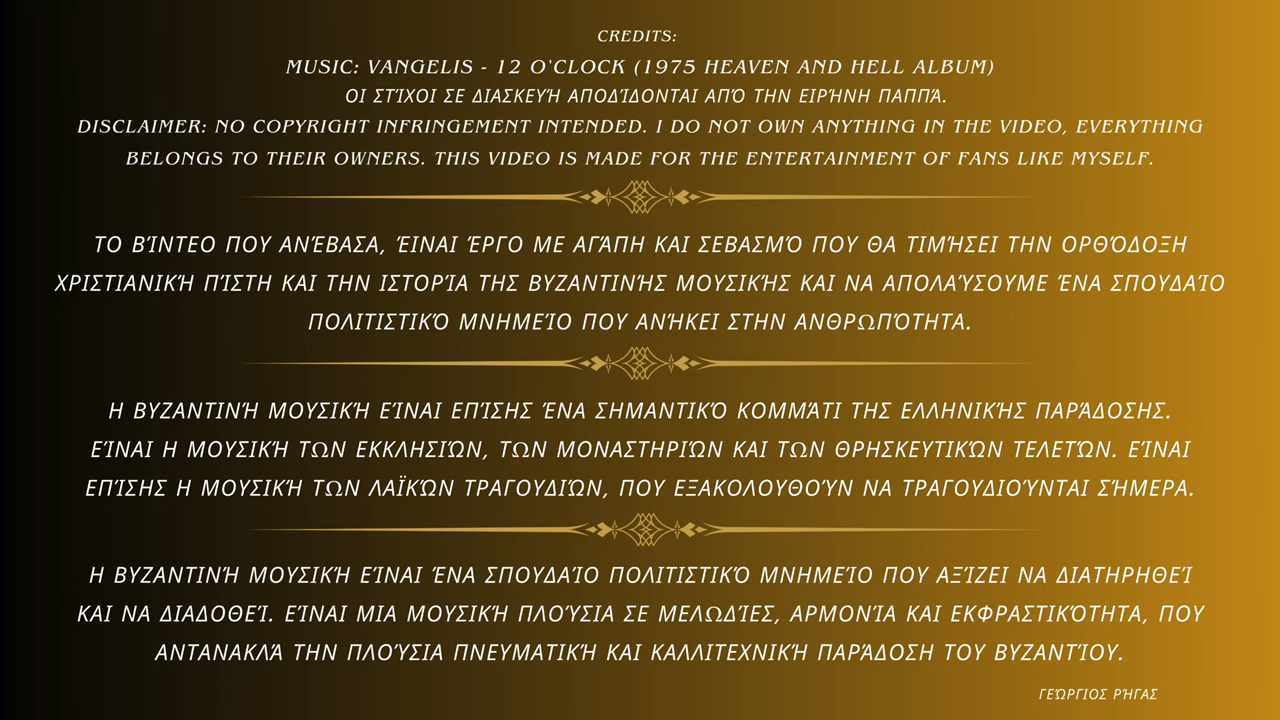 CREDITS:
MUSIC: VANGELIS - 12 O'CLOCK (1975 HEAVEN AND HELL ALBUM)
ΟΙ ΣΤΊΧΟΙ ΣΕ ΔΙΑΣΚΕΥΉ ΑΠΟΔΊΔΟΝΤΑΙ ΑΠΌ ΤΗΝ ΕΙΡΉΝΗ ΠΑΠΠΆ.
DISCLAIMER: NO COPYRIGHT INFRINGEMENT INTENDED. I DO NOT OWN ANYTHING IN THE VIDEO, EVERYTHING
BELONGS TO THEIR OWNERS. THIS VIDEO IS MADE FOR THE ENTERTAINMENT OF FANS LIKE MYSELF.
ΤΟ ΒΊΝΤΕΟ ΠΟΥ ΑΝΈΒΑΣΑ, ΈΙΝΑΙ ΈΡΓΟ ΜΕ ΑΓΆΠΗ ΚΑΙ ΣΕΒΑΣΜΌ ΠΟΥ ΘΑ ΤΙΜΉΣΕΙ ΤΗΝ ΟΡΘΌΔΟΞΗ
ΧΡΙΣΤΙΑΝΙΚΉ ΠΊΣΤΗ ΚΑΙ ΤΗΝ ΙΣΤΟΡΊΑ ΤΗΣ ΒΥΖΑΝΤΙΝΉΣ ΜΟΥΣΙΚΉΣ ΚΑΙ ΝΑ ΑΠΟΛΑΎΣΟΥΜΕ ΈΝΑ ΣΠΟΥΔΑΊΟ
ΠΟΛΙΤΙΣΤΙΚΌ ΜΝΗΜΕΊΟ ΠΟΥ ΑΝΉΚΕΙ ΣΤΗΝ ΑΝΘΡΩΠΌΤΗΤΑ.
Η ΒΥΖΑΝΤΙΝΉ ΜΟΥΣΙΚΉ ΕΊΝΑΙ ΕΠΊΣΗΣ ΈΝΑ ΣΗΜΑΝΤΙΚΌ ΚΟΜΜΆΤΙ ΤΗΣ ΕΛΛΗΝΙΚΉΣ ΠΑΡΆΔΟΣΗΣ.
ΕΊΝΑΙ Η ΜΟΥΣΙΚΉ ΤΩΝ ΕΚΚΛΗΣΙΏΝ, ΤΩΝ ΜΟΝΑΣΤΗΡΙΏΝ ΚΑΙ ΤΩΝ ΘΡΗΣΚΕΥΤΙΚΏΝ ΤΕΛΕΤΏΝ. ΕΊΝΑΙ
ΕΠΊΣΗΣ Η ΜΟΥΣΙΚΉ ΤΩΝ ΛΑΪΚΏΝ ΤΡΑΓΟΥΔΙΏΝ, ΠΟΥ ΕΞΑΚΟΛΟΥΘΟΎΝ ΝΑ ΤΡΑΓΟΥΔΙΟΎΝΤΑΙ ΣΉΜΕΡΑ.
Η ΒΥΖΑΝΤΙΝΉ ΜΟΥΣΙΚΉ ΕΊΝΑΙ ΈΝΑ ΣΠΟΥΔΑΊΟ ΠΟΛΙΤΙΣΤΙΚΌ ΜΝΗΜΕΊΟ ΠΟΥ ΑΞΊΖΕΙ ΝΑ ΔΙΑΤΗΡΗΘΕΊ
ΚΑΙ ΝΑ ΔΙΑΔΟΘΕΊ. ΕΊΝΑΙ ΜΙΑ ΜΟΥΣΙΚΉ ΠΛΟΎΣΙΑ ΣΕ ΜΕΛΩΔΊΕΣ, ΑΡΜΟΝΊΑ ΚΑΙ ΕΚΦΡΑΣΤΙΚΌΤΗΤΑ, ΠΟΥ
ΑΝΤΑΝΑΚΛΆ ΤΗΝ ΠΛΟΎΣΙΑ ΠΝΕΥΜΑΤΙΚΉ ΚΑΙ ΚΑΛΛΙΤΕΧΝΙΚΉ ΠΑΡΆΔΟΣΗ ΤΟΥ ΒΥΖΑΝΤΊΟΥ.
ΓΕΏΡΓΙΟΣ ΡΉΓΑΣ